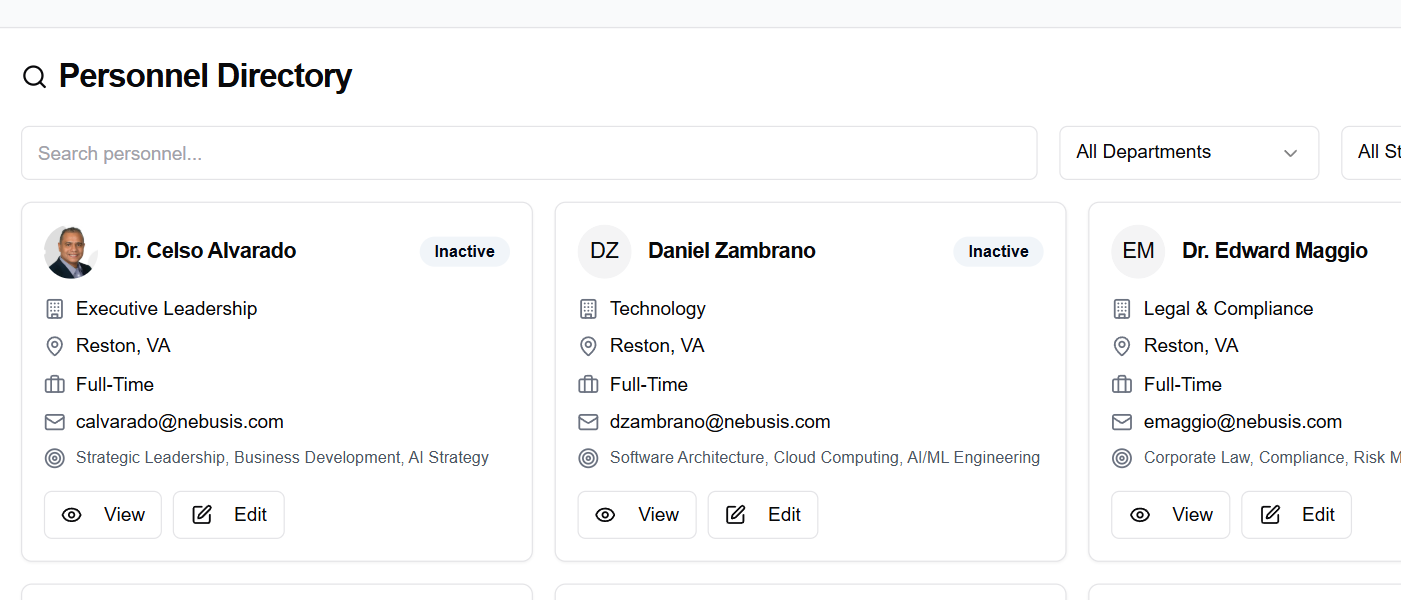 Personnel Directory
Search personnel...
All Departments
All St
Dr. Celso Alvarado
Inactive
Executive Leadership
Reston, VA
Full-Time
calvarado@nebusis.com
Strategic Leadership, Business Development, AI Strategy
View
Edit
DZ
Daniel Zambrano
Inactive
Technology
Reston, VA
Full-Time
dzambrano@nebusis.com
Software Architecture, Cloud Computing, AI/ML Engineering
View
Edit
EM
Dr. Edward Maggio
Legal & Compliance
Reston, VA
Full-Time
emaggio@nebusis.com
Corporate Law, Compliance, Risk M
View
Edit